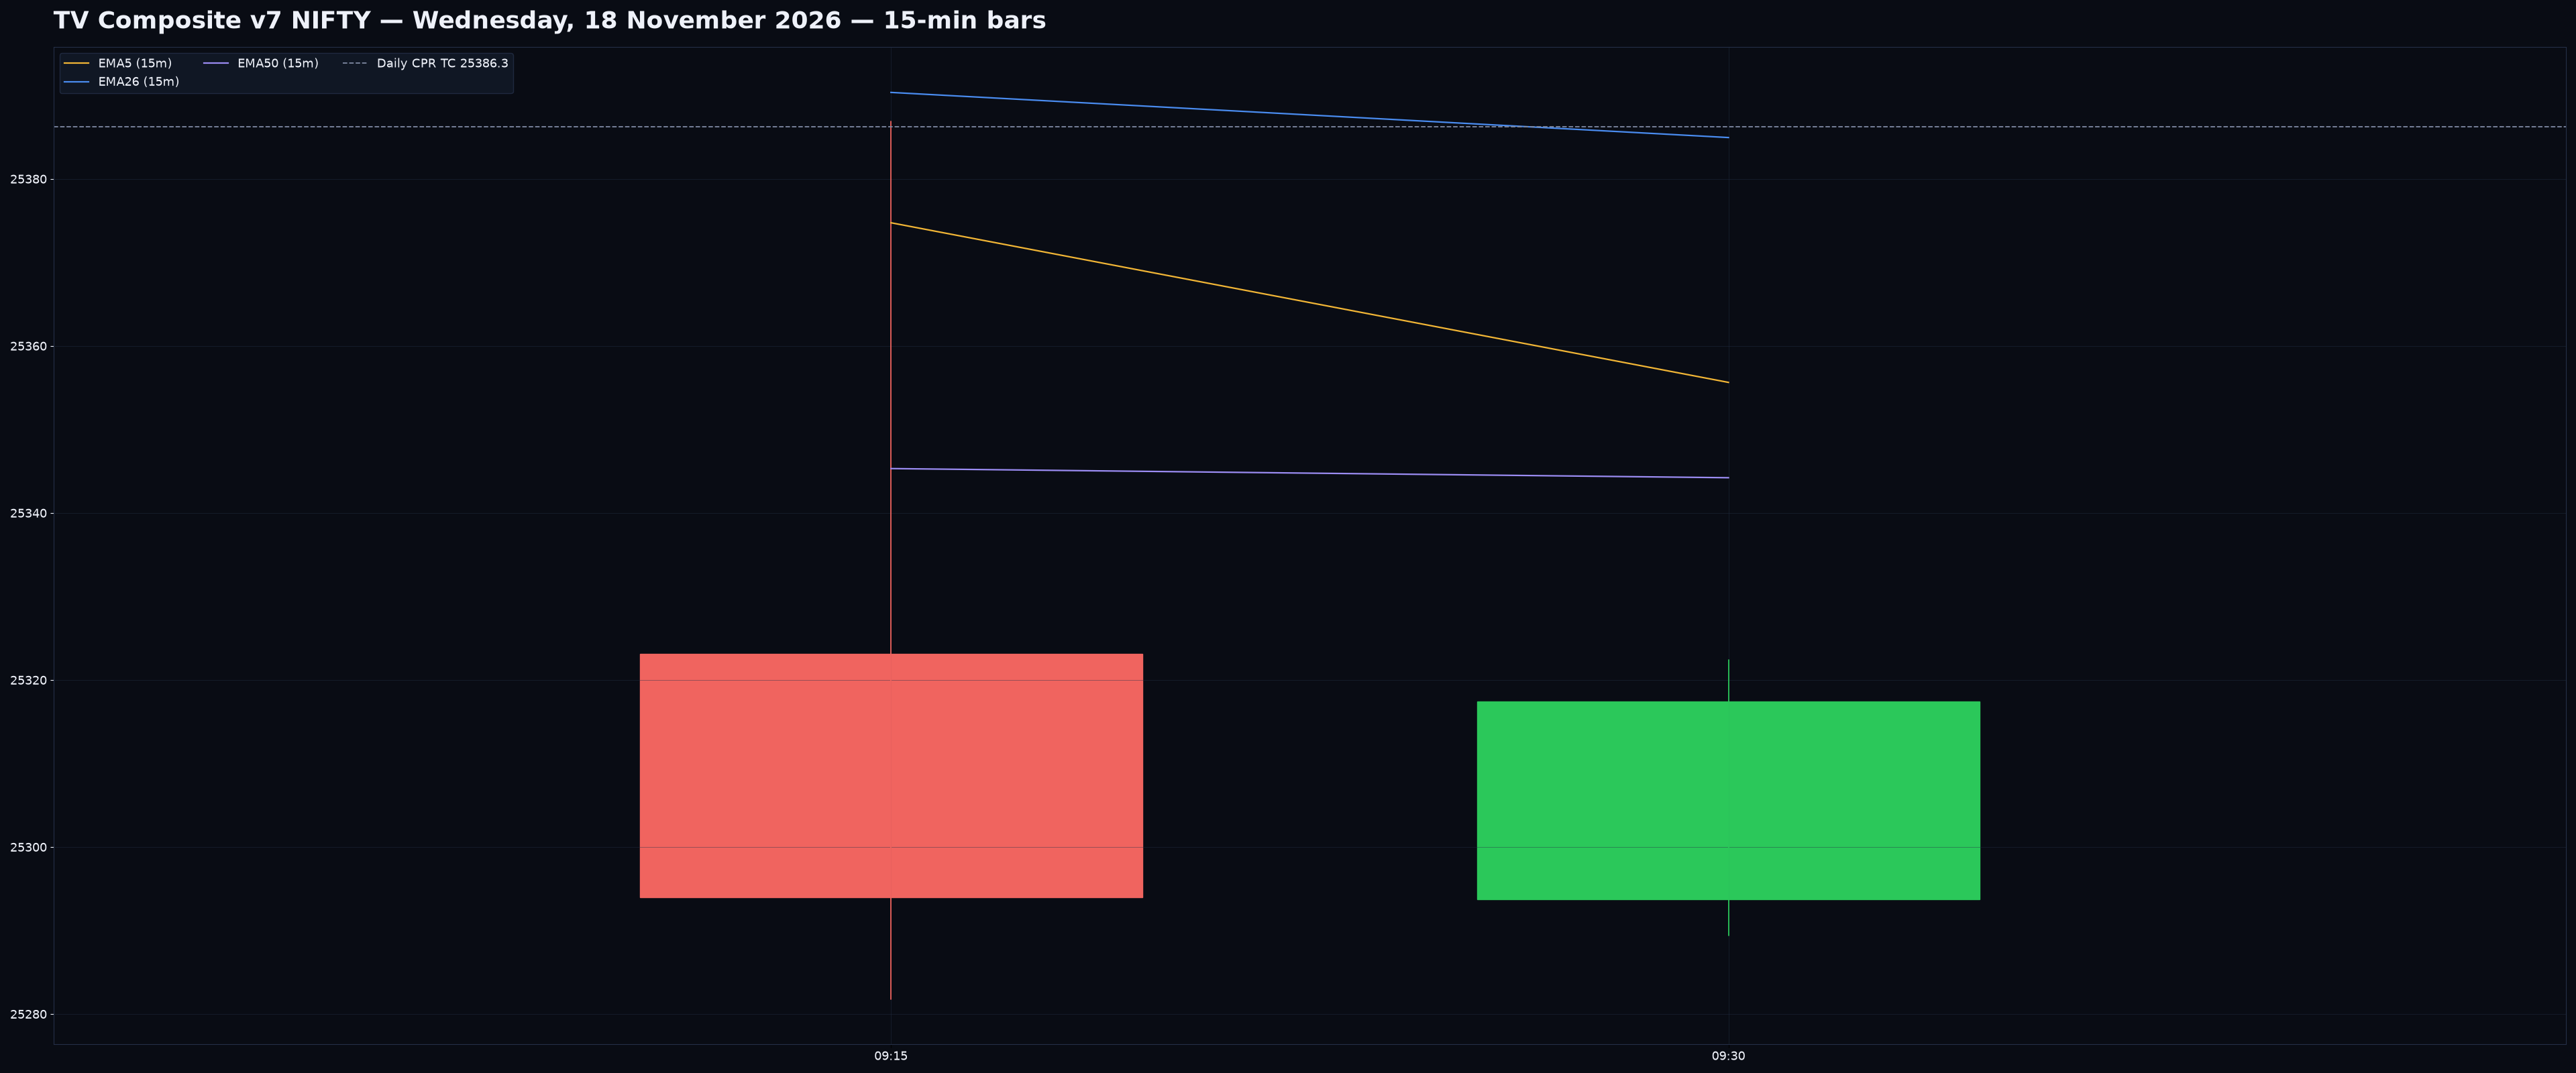 TV Composite v7 NIFTY — Wednesday, 18 November 2026 — 15-min bars
EMA5 (15m) EMA50 (15m) Daily CPR TC 25386.3
EMA26 (15m)
25380
25360
25340
25320
25300
25280
09:15 09:30